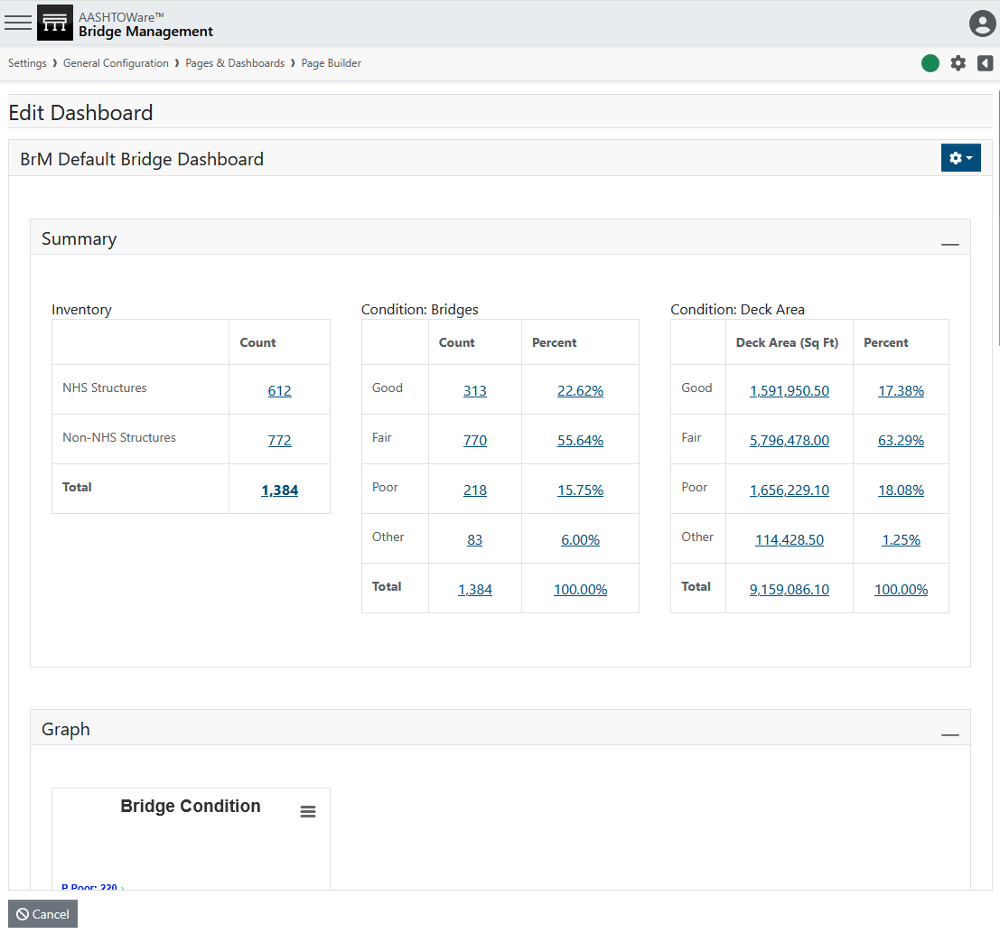 AASHTOWare™
Bridge Management
Settings ❯ General Configuration ❯ Pages & Dashboards ❯ Page Builder
Edit Dashboard
BrM Default Bridge Dashboard
Summary
Inventory
Count
NHS Structures 612
Non-NHS Structures 772
Total 1,384
Condition: Bridges
Count Percent
Good 313 22.62%
Fair 770 55.64%
Poor 218 15.75%
Other 83 6.00%
Total 1,384 100.00%
Condition: Deck Area
Deck Area (Sq Ft) Percent
Good 1,591,950.50 17.38%
Fair 5,796,478.00 63.29%
Poor 1,656,229.10 18.08%
Other 114,428.50 1.25%
Total 9,159,086.10 100.00%
Graph
Bridge Condition
P Poor: 220
Cancel